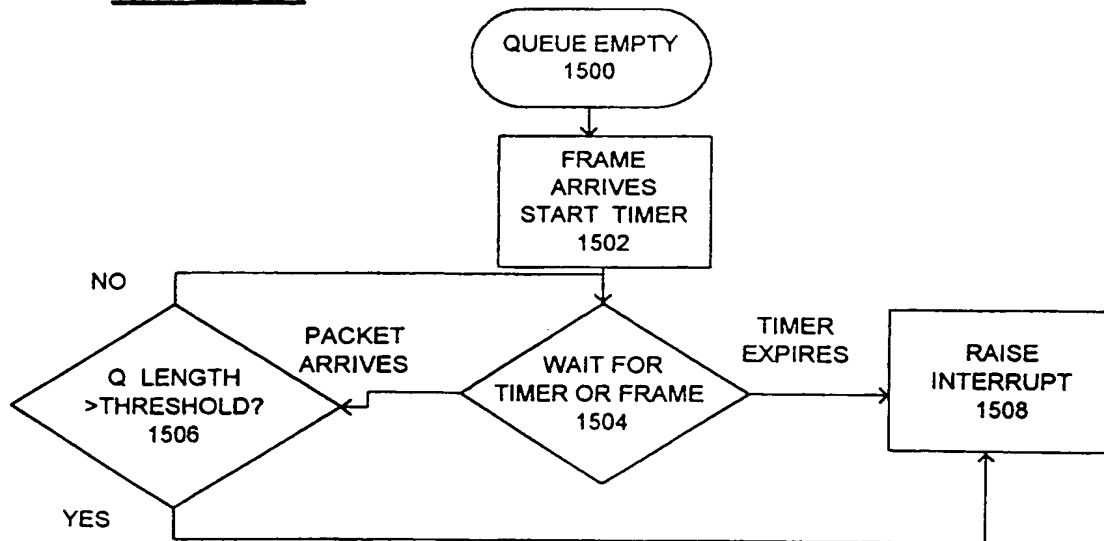 QUEUE EMPTY
1500
FRAME
ARRIVES
START TIMER
1502
NO
PACKET
ARRIVES
TIMER
EXPIRES
Q LENGTH
>THRESHOLD?
1506
WAIT FOR
TIMER OR FRAME
1504
RAISE
INTERRUPT
1508
YES